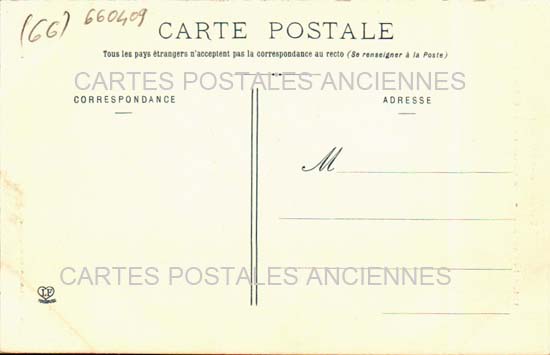 (66) 660409
CARTE POSTALE
Tous les pays étrangers n'acceptent pas la correspondance au recto (Se renseigner à la Poste)
CARTES POSTALES ANCIENNES
CORRESPONDANCE
ADRESSE
M
CARTES POSTALES ANCIENNES